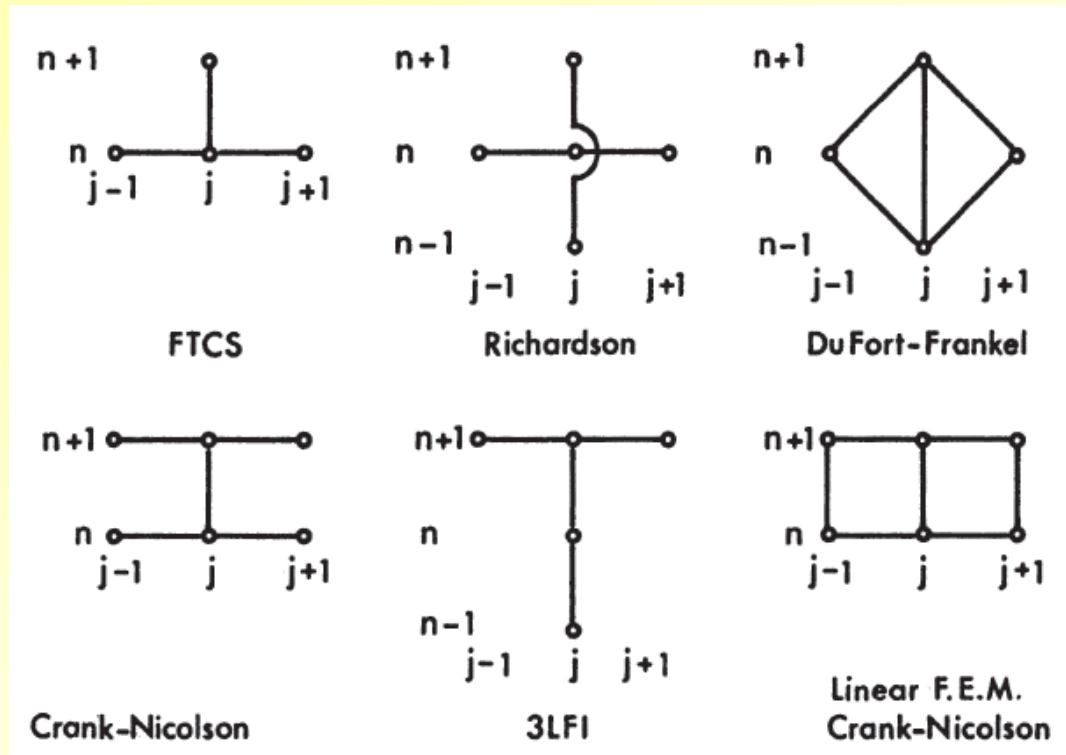 n+1
n
j-1 j j+1
FTCS
n+1
n
n-1
j-1 j j+1
Richardson
n+1
n
n-1
j-1 j j+1
DuFort-Frankel
n+1
n
j-1 j j+1
Crank-Nicolson
n+1
n
n-1
j-1 j j+1
3LFI
n+1
n
j-1 j j+1
Linear F.E.M.
Crank-Nicolson